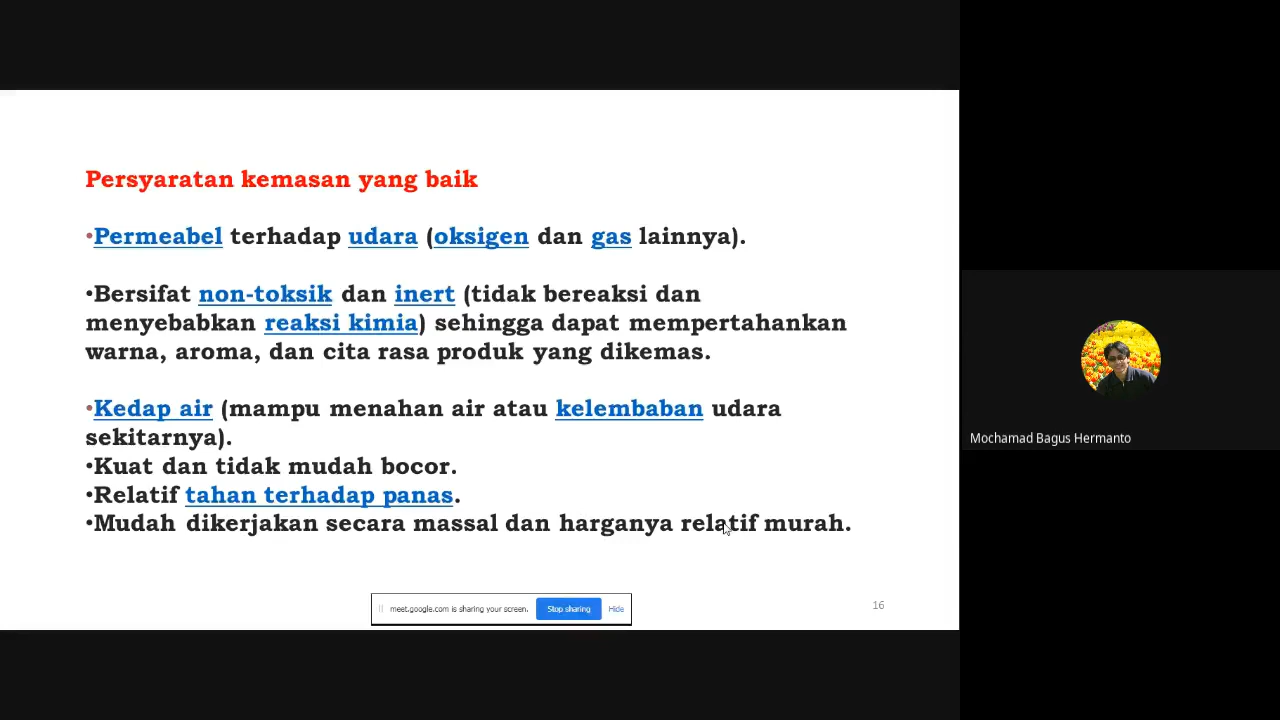 Persyaratan kemasan yang baik
•Permeabel terhadap udara (oksigen dan gas lainnya).
•Bersifat non-toksik dan inert (tidak bereaksi dan
menyebabkan reaksi kimia) sehingga dapat mempertahankan
warna, aroma, dan cita rasa produk yang dikemas.
•Kedap air (mampu menahan air atau kelembaban udara
sekitarnya).
•Kuat dan tidak mudah bocor.
•Relatif tahan terhadap panas.
•Mudah dikerjakan secara massal dan harganya relatif murah.
meet.google.com is sharing your screen. Stop sharing Hide
16
Mochamad Bagus Hermanto